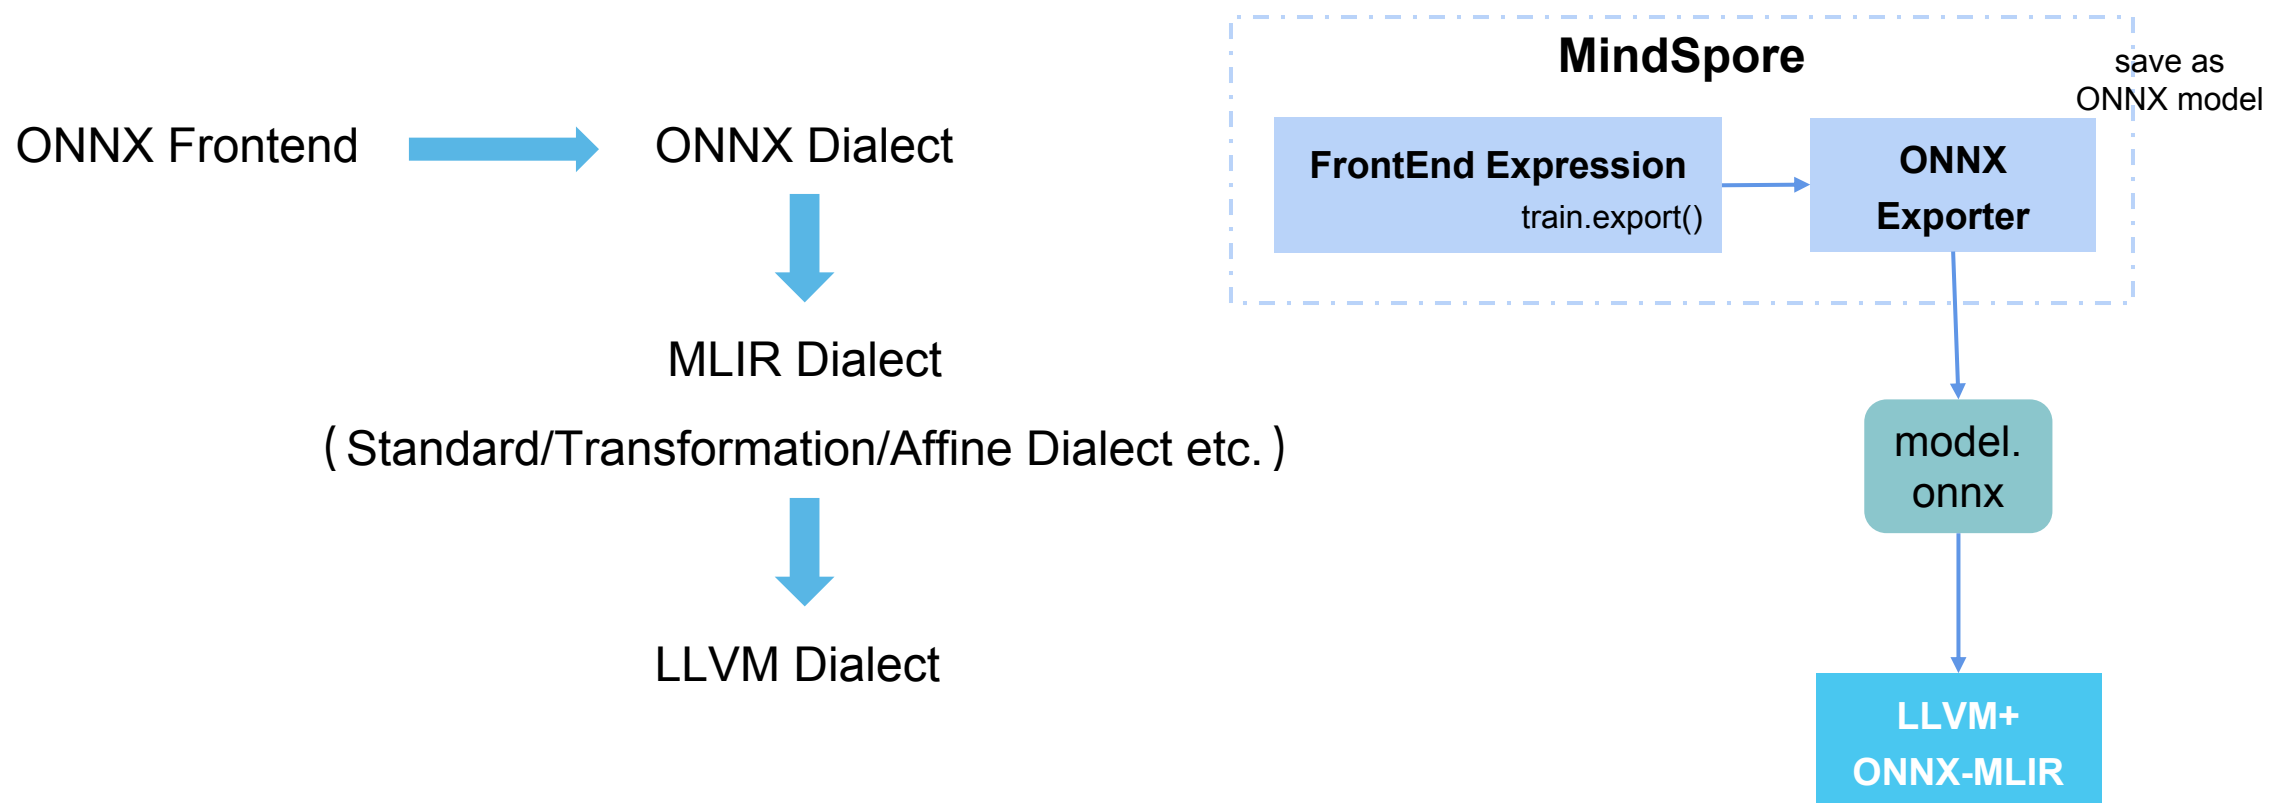 ONNX Frontend
ONNX Dialect
MLIR Dialect
(Standard/Transformation/Affine Dialect etc.)
LLVM Dialect
MindSpore
save as
ONNX model
FrontEnd Expression
train.export()
ONNX
Exporter
model.
onnx
LLVM+
ONNX-MLIR